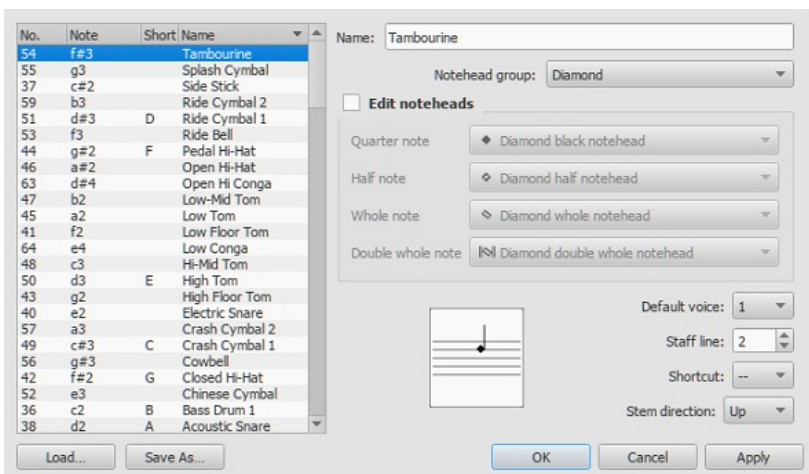 No. Note Short Name
54 f#3 Tambourine
55 g3 Splash Cymbal
37 c#2 Side Stick
59 b3 Ride Cymbal 2
51 d#3 D Ride Cymbal 1
53 f3 Ride Bell
44 g#2 F Pedal Hi-Hat
46 a#2 Open Hi-Hat
63 d#4 Open Hi Conga
47 b2 Low-Mid Tom
45 a2 Low Tom
41 f2 Low Floor Tom
64 e4 Low Conga
48 c3 Hi-Mid Tom
50 d3 E High Tom
43 g2 High Floor Tom
40 e2 Electric Snare
57 a3 Crash Cymbal 2
49 c#3 C Crash Cymbal 1
56 g#3 Cowbell
42 f#2 G Closed Hi-Hat
52 e3 Chinese Cymbal
36 c2 B Bass Drum 1
38 d2 A Acoustic Snare
Load... Save As...
Name: Tambourine
Notehead group: Diamond
Edit noteheads
Quarter note Diamond black notehead
Half note Diamond half notehead
Whole note Diamond whole notehead
Double whole note Diamond double whole notehead
Default voice: 1
Staff line: 2
Shortcut: --
Stem direction: Up
OK Cancel Apply